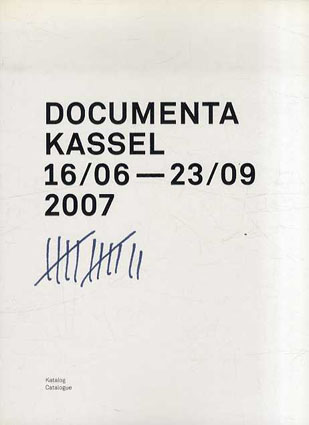 DOCUMENTA
KASSEL
16/06—23/09
2007
Katalog
Catalogue